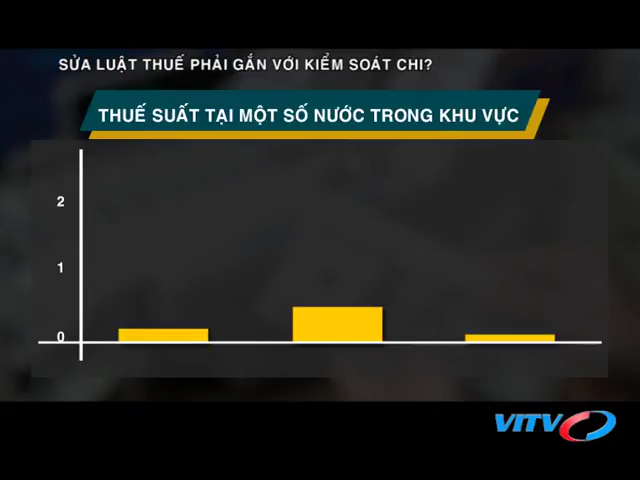 SỬA LUẬT THUẾ PHẢI GẮN VỚI KIỂM SOÁT CHI?
THUẾ SUẤT TẠI MỘT SỐ NƯỚC TRONG KHU VỰC
2
1
0
VITV